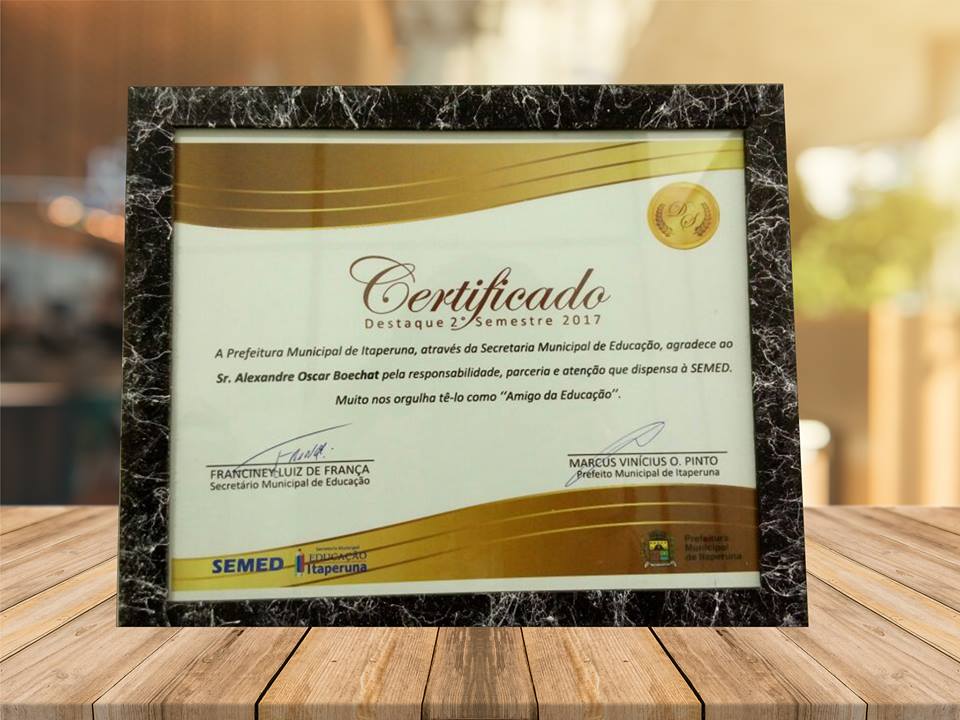 DS
Certificado
Destaque 2º Semestre 2017
A Prefeitura Municipal de Itaperuna, através da Secretaria Municipal de Educação, agradece ao
Sr. Alexandre Oscar Boechat pela responsabilidade, parceria e atenção que dispensa à SEMED.
Muito nos orgulha tê-lo como "Amigo da Educação".
FRANCINEY LUIZ DE FRANÇA
Secretário Municipal de Educação
MARCUS VINÍCIUS O. PINTO
Prefeito Municipal de Itaperuna
SEMED
Secretaria Municipal
EDUCAÇÃO
Itaperuna
Prefeitura
Municipal
de Itaperuna